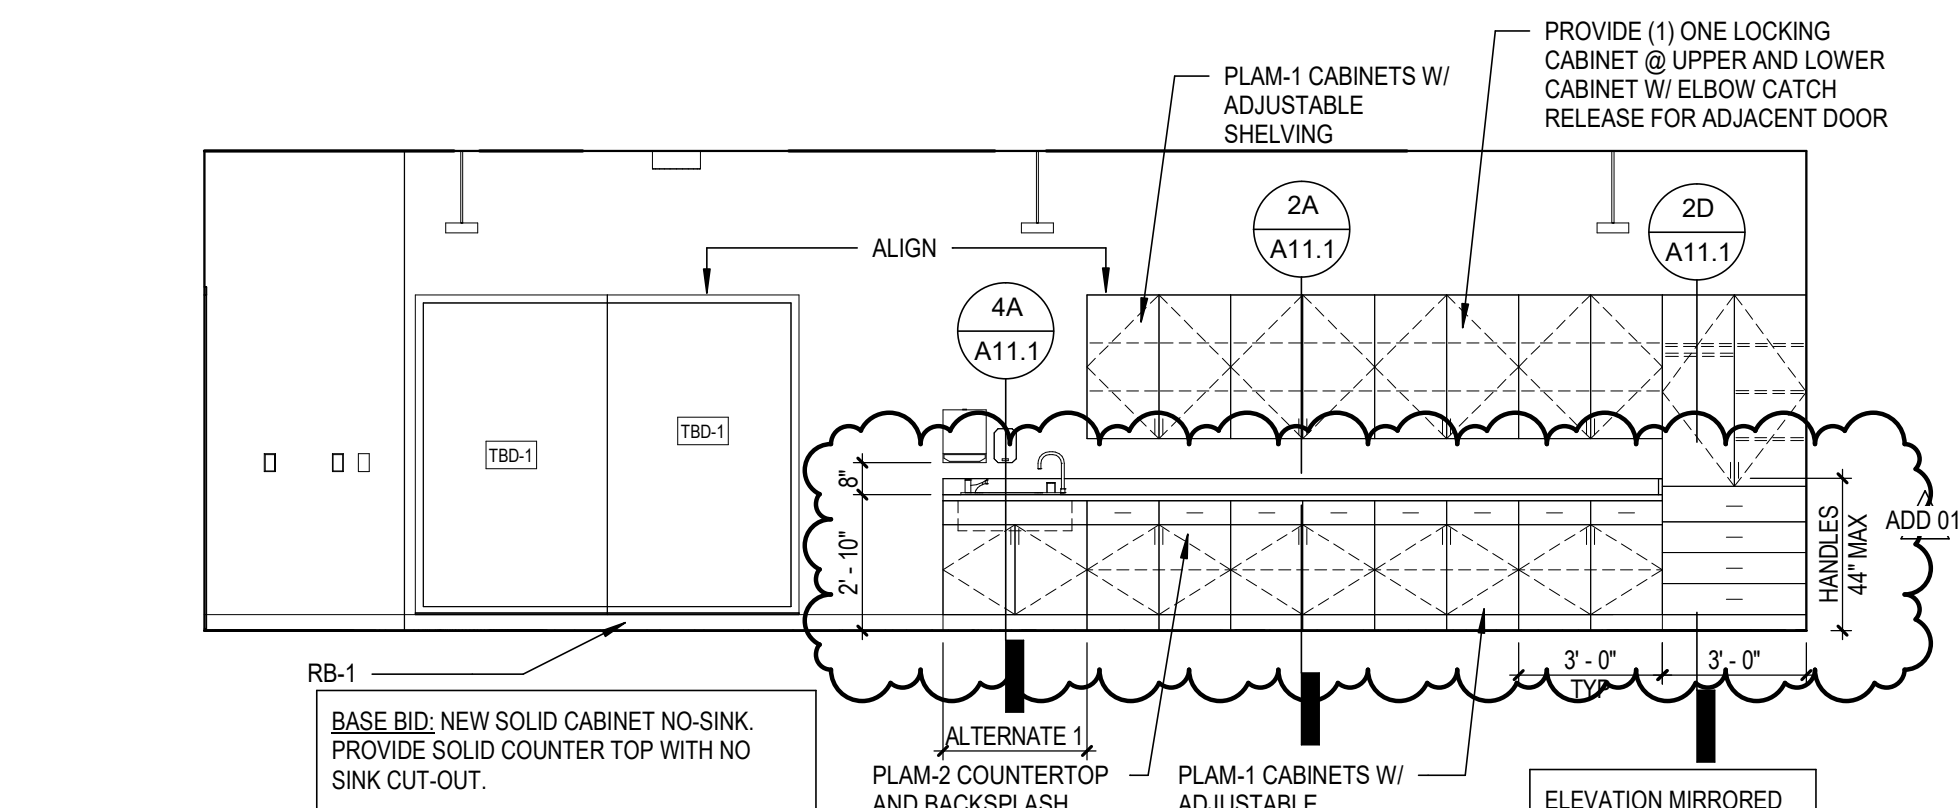 PROVIDE (1) ONE LOCKING
CABINET @ UPPER AND LOWER
CABINET W/ ELBOW CATCH
RELEASE FOR ADJACENT DOOR
PLAM-1 CABINETS W/
ADJUSTABLE
SHELVING
2A
A11.1
2D
A11.1
ALIGN
4A
A11.1
TBD-1
TBD-1
8"
2' - 10"
HANDLES
44" MAX
ADD 01
3' - 0"
TYP
3' - 0"
RB-1
BASE BID: NEW SOLID CABINET NO-SINK.
PROVIDE SOLID COUNTER TOP WITH NO
SINK CUT-OUT.
ALTERNATE 1
PLAM-2 COUNTERTOP
AND BACKSPLASH
PLAM-1 CABINETS W/
ADJUSTABLE
ELEVATION MIRRORED